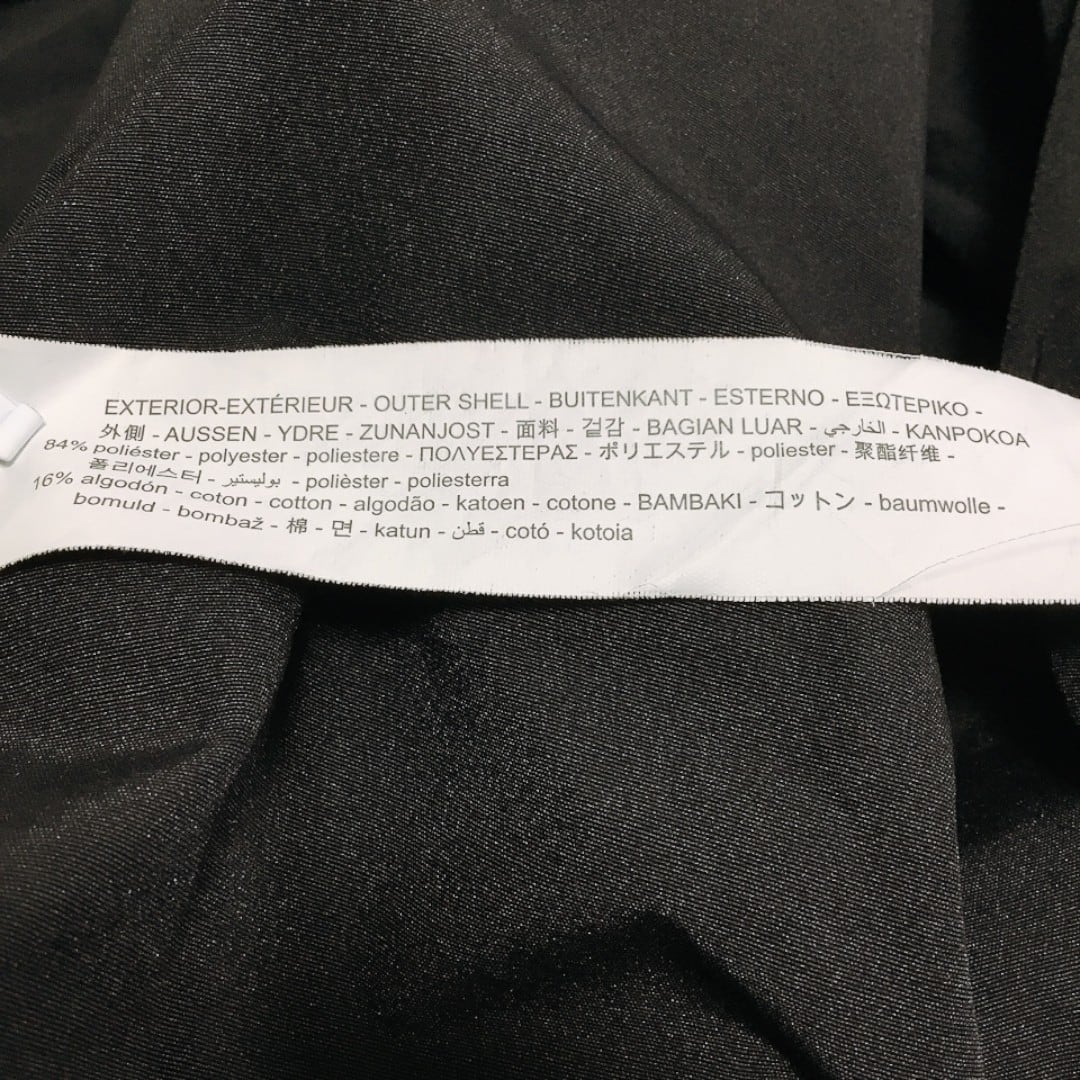 EXTERIOR-EXTÉRIEUR - OUTER SHELL - BUITENKANT - ESTERNO - ΕΞΩΤΕΡΙΚΟ -
外側 - AUSSEN - YDRE - ZUNANJOST - 面料 - 겉감 - BAGIAN LUAR - الخارجي - KANPOKOA
84% poliéster - polyester - poliestere - ΠΟΛΥΕΣΤΕΡΑΣ - ポリエステル - poliester - 聚酯纤维 -
폴리에스터 - بوليستير - polièster - poliesterra
16% algodón - coton - cotton - algodão - katoen - cotone - BAMBAKI - コットン - baumwolle -
bomuld - bombaž - 棉 - 면 - katun - قطن - cotó - kotoia